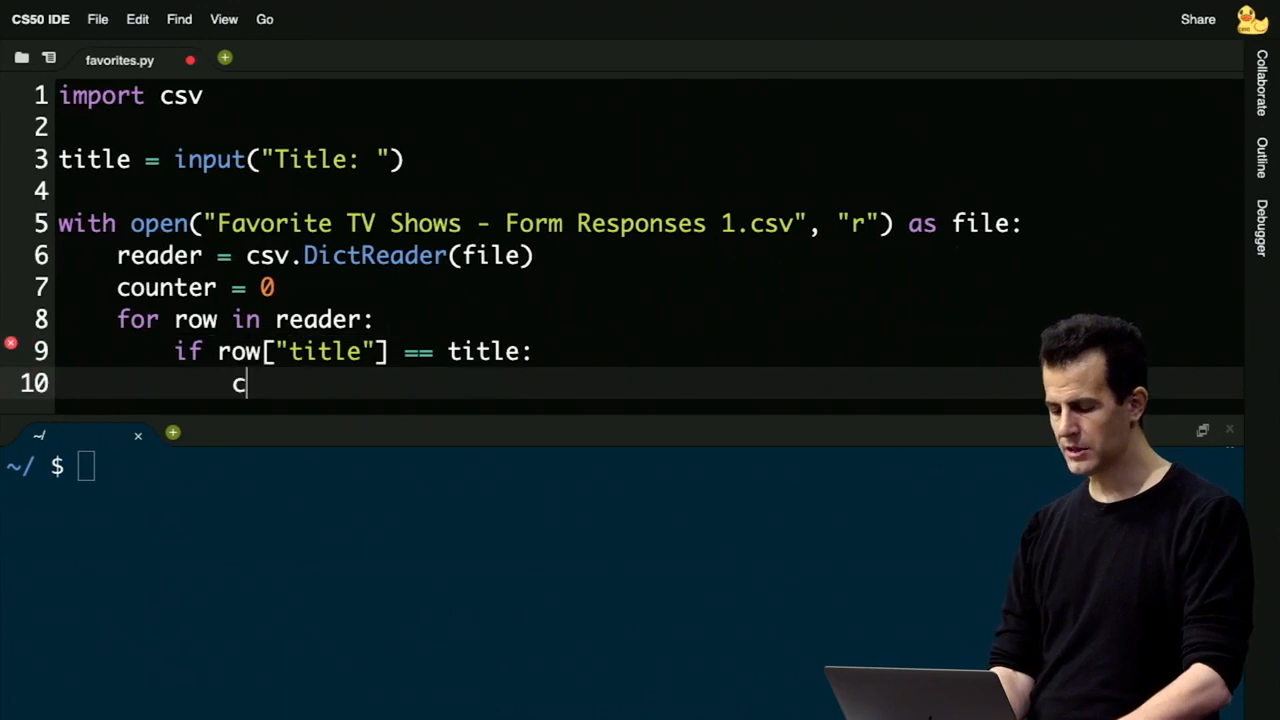 CS50 IDE File Edit Find View Go Share
favorites.py
Collaborate
Outline
Debugger
1 import csv
2
3 title = input("Title: ")
4
5 with open("Favorite TV Shows - Form Responses 1.csv", "r") as file:
6 reader = csv.DictReader(file)
7 counter = 0
8 for row in reader:
9 if row["title"] == title:
10 c
~/
~/ $